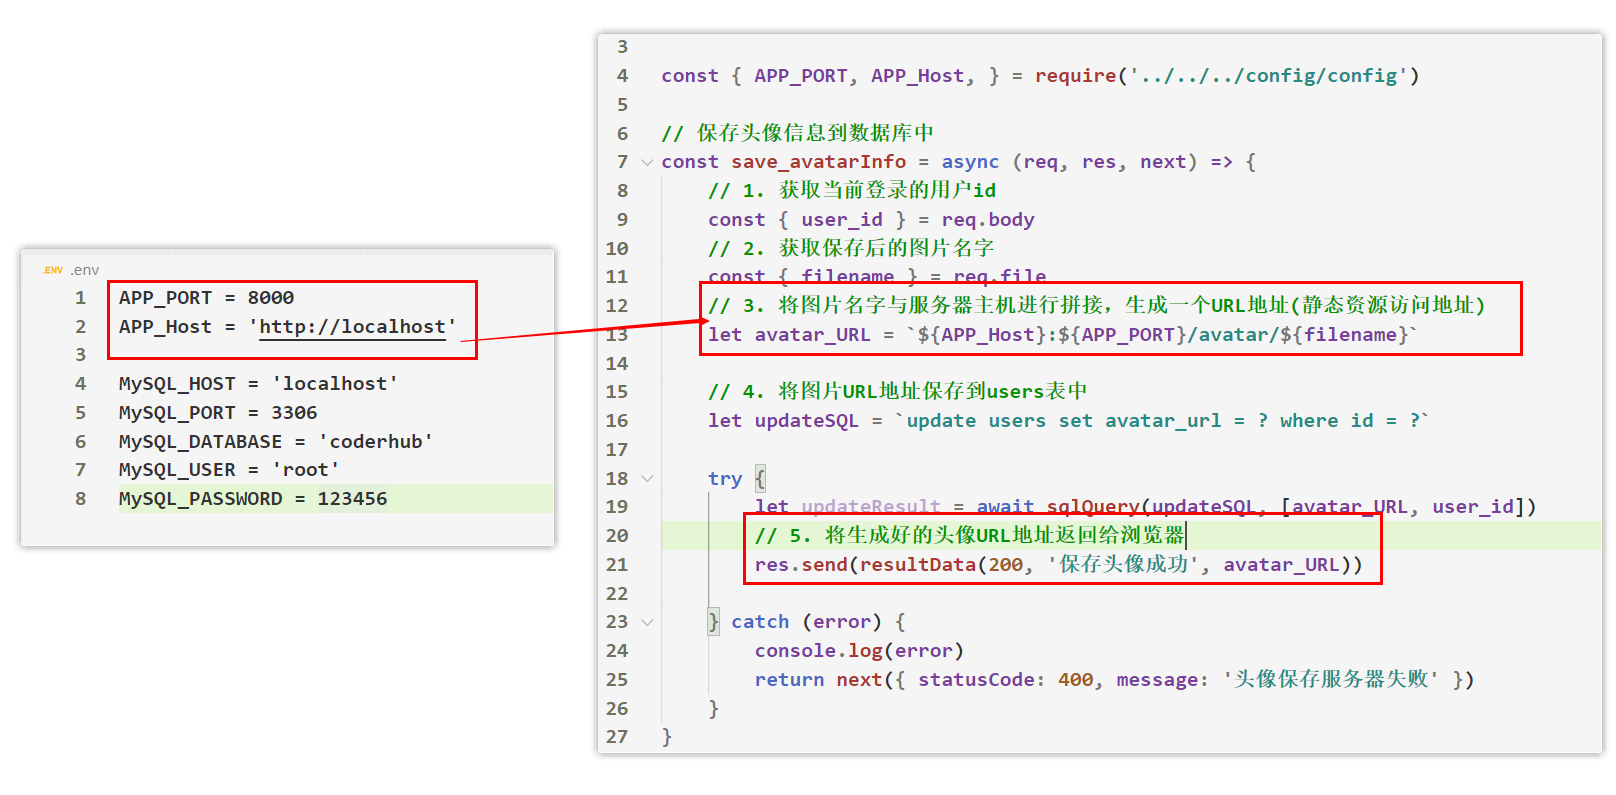 .ENV .env
1 APP_PORT = 8000
2 APP_Host = 'http://localhost'
3
4 MySQL_HOST = 'localhost'
5 MySQL_PORT = 3306
6 MySQL_DATABASE = 'coderhub'
7 MySQL_USER = 'root'
8 MySQL_PASSWORD = 123456
3
4 const { APP_PORT, APP_Host, } = require('../../../config/config')
5
6 // 保存头像信息到数据库中
7 const save_avatarInfo = async (req, res, next) => {
8 // 1. 获取当前登录的用户id
9 const { user_id } = req.body
10 // 2. 获取保存后的图片名字
11 const { filename } = req.file
12 // 3. 将图片名字与服务器主机进行拼接，生成一个URL地址(静态资源访问地址)
13 let avatar_URL = `${APP_Host}:${APP_PORT}/avatar/${filename}`
14
15 // 4. 将图片URL地址保存到users表中
16 let updateSQL = `update users set avatar_url = ? where id = ?`
17
18 try {
19 let updateResult = await sqlQuery(updateSQL, [avatar_URL, user_id])
20 // 5. 将生成好的头像URL地址返回给浏览器
21 res.send(resultData(200, '保存头像成功', avatar_URL))
22
23 } catch (error) {
24 console.log(error)
25 return next({ statusCode: 400, message: '头像保存服务器失败' })
26 }
27 }